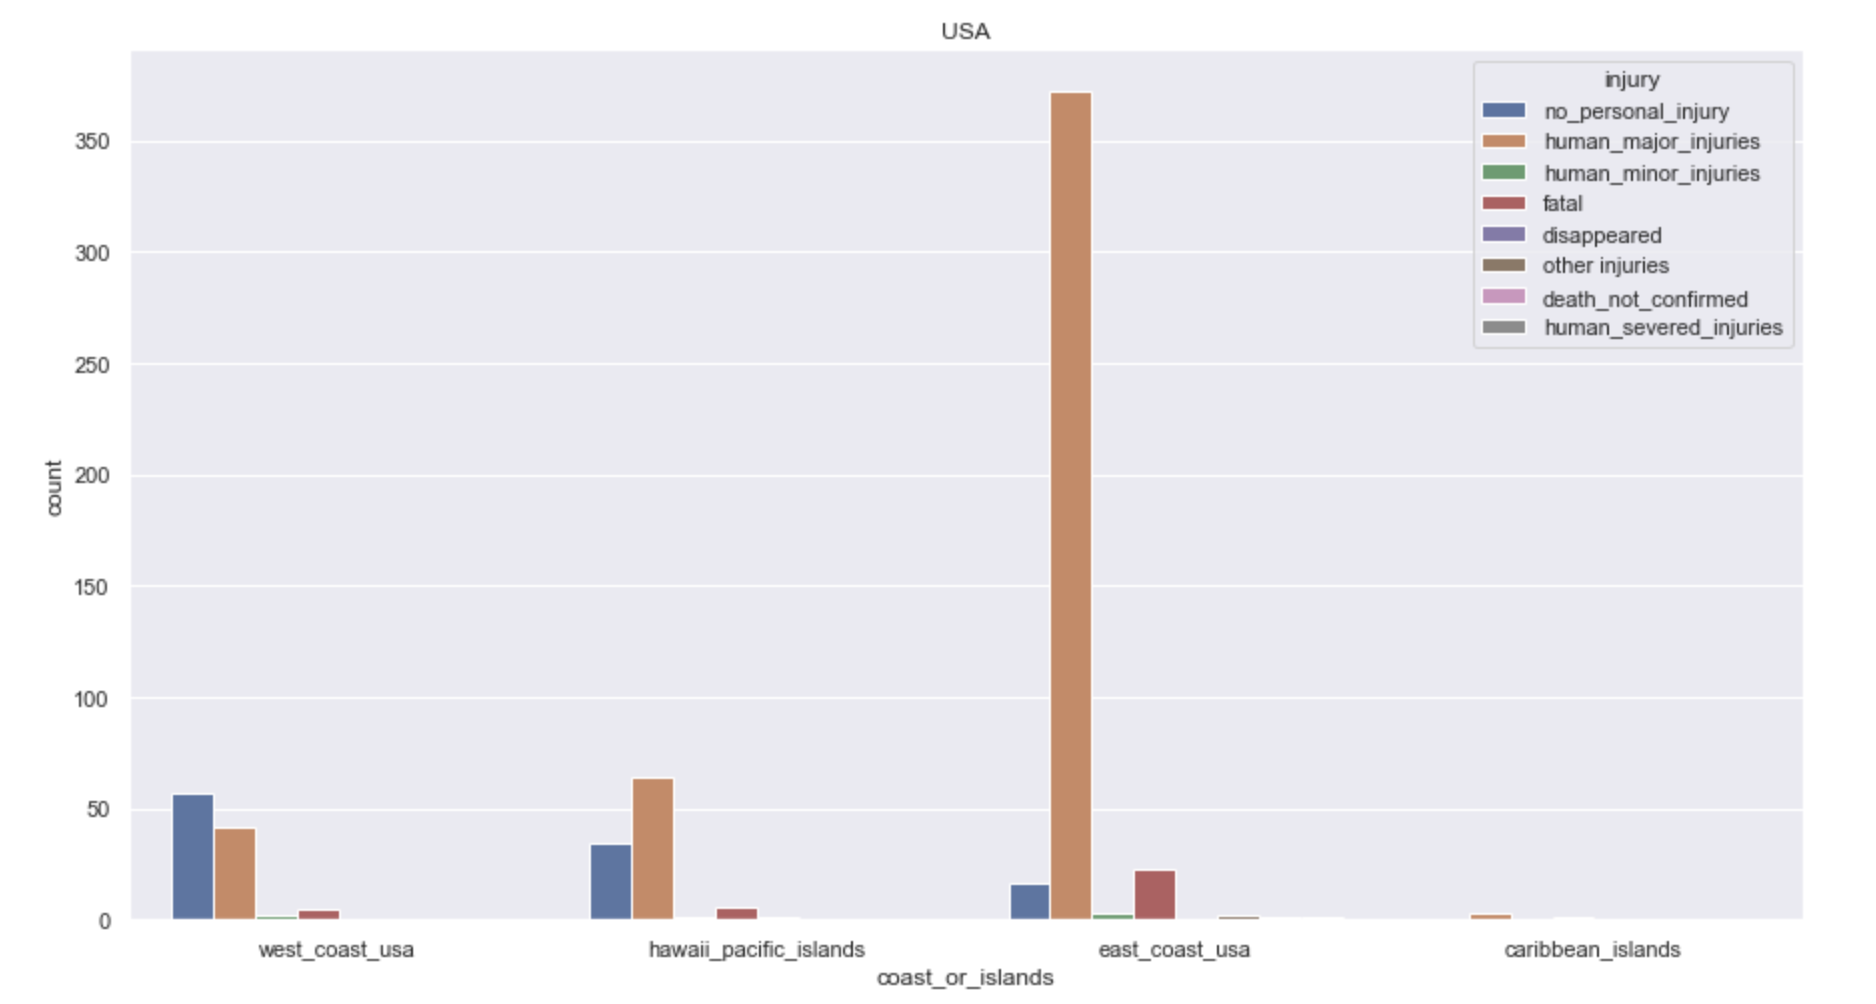 USA
injury
no_personal_injury
human_major_injuries
human_minor_injuries
fatal
disappeared
other injuries
death_not_confirmed
human_severed_injuries
350
300
250
200
150
100
50
0
count
west_coast_usa
hawaii_pacific_islands
east_coast_usa
caribbean_islands
coast_or_islands